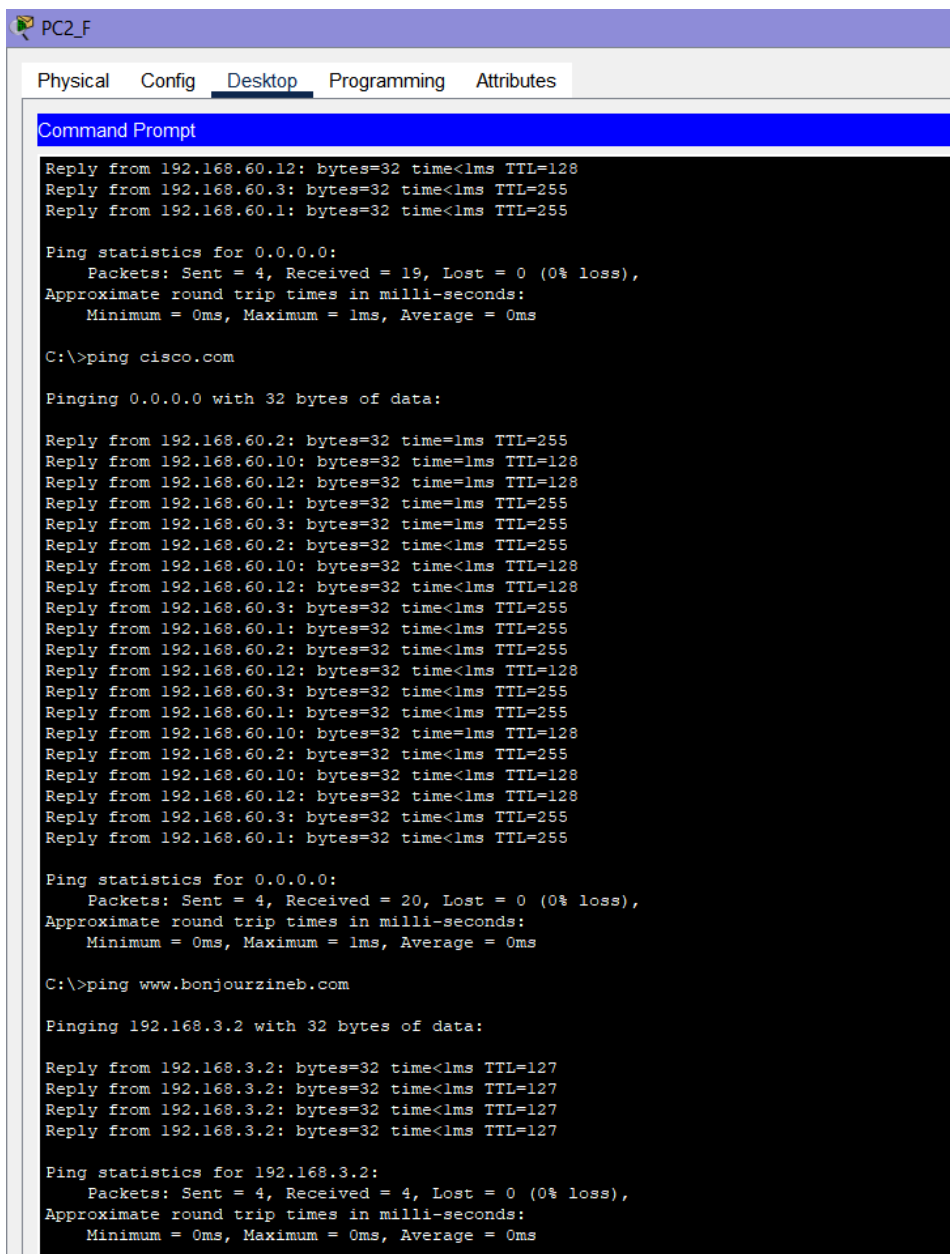 PC2_F
Physical Config Desktop Programming Attributes
Command Prompt
Reply from 192.168.60.12: bytes=32 time<1ms TTL=128
Reply from 192.168.60.3: bytes=32 time<1ms TTL=255
Reply from 192.168.60.1: bytes=32 time<1ms TTL=255
Ping statistics for 0.0.0.0:
Packets: Sent = 4, Received = 19, Lost = 0 (0% loss),
Approximate round trip times in milli-seconds:
Minimum = 0ms, Maximum = 1ms, Average = 0ms
C:\>ping cisco.com
Pinging 0.0.0.0 with 32 bytes of data:
Reply from 192.168.60.2: bytes=32 time=1ms TTL=255
Reply from 192.168.60.10: bytes=32 time=1ms TTL=128
Reply from 192.168.60.12: bytes=32 time=1ms TTL=128
Reply from 192.168.60.1: bytes=32 time=1ms TTL=255
Reply from 192.168.60.3: bytes=32 time=1ms TTL=255
Reply from 192.168.60.2: bytes=32 time<1ms TTL=255
Reply from 192.168.60.10: bytes=32 time<1ms TTL=128
Reply from 192.168.60.12: bytes=32 time<1ms TTL=128
Reply from 192.168.60.3: bytes=32 time<1ms TTL=255
Reply from 192.168.60.1: bytes=32 time<1ms TTL=255
Reply from 192.168.60.2: bytes=32 time<1ms TTL=255
Reply from 192.168.60.12: bytes=32 time<1ms TTL=128
Reply from 192.168.60.3: bytes=32 time<1ms TTL=255
Reply from 192.168.60.1: bytes=32 time<1ms TTL=255
Reply from 192.168.60.10: bytes=32 time=1ms TTL=128
Reply from 192.168.60.2: bytes=32 time<1ms TTL=255
Reply from 192.168.60.10: bytes=32 time<1ms TTL=128
Reply from 192.168.60.12: bytes=32 time<1ms TTL=128
Reply from 192.168.60.3: bytes=32 time<1ms TTL=255
Reply from 192.168.60.1: bytes=32 time<1ms TTL=255
Ping statistics for 0.0.0.0:
Packets: Sent = 4, Received = 20, Lost = 0 (0% loss),
Approximate round trip times in milli-seconds:
Minimum = 0ms, Maximum = 1ms, Average = 0ms
C:\>ping www.bonjourzineb.com
Pinging 192.168.3.2 with 32 bytes of data:
Reply from 192.168.3.2: bytes=32 time<1ms TTL=127
Reply from 192.168.3.2: bytes=32 time<1ms TTL=127
Reply from 192.168.3.2: bytes=32 time<1ms TTL=127
Reply from 192.168.3.2: bytes=32 time<1ms TTL=127
Ping statistics for 192.168.3.2:
Packets: Sent = 4, Received = 4, Lost = 0 (0% loss),
Approximate round trip times in milli-seconds:
Minimum = 0ms, Maximum = 0ms, Average = 0ms